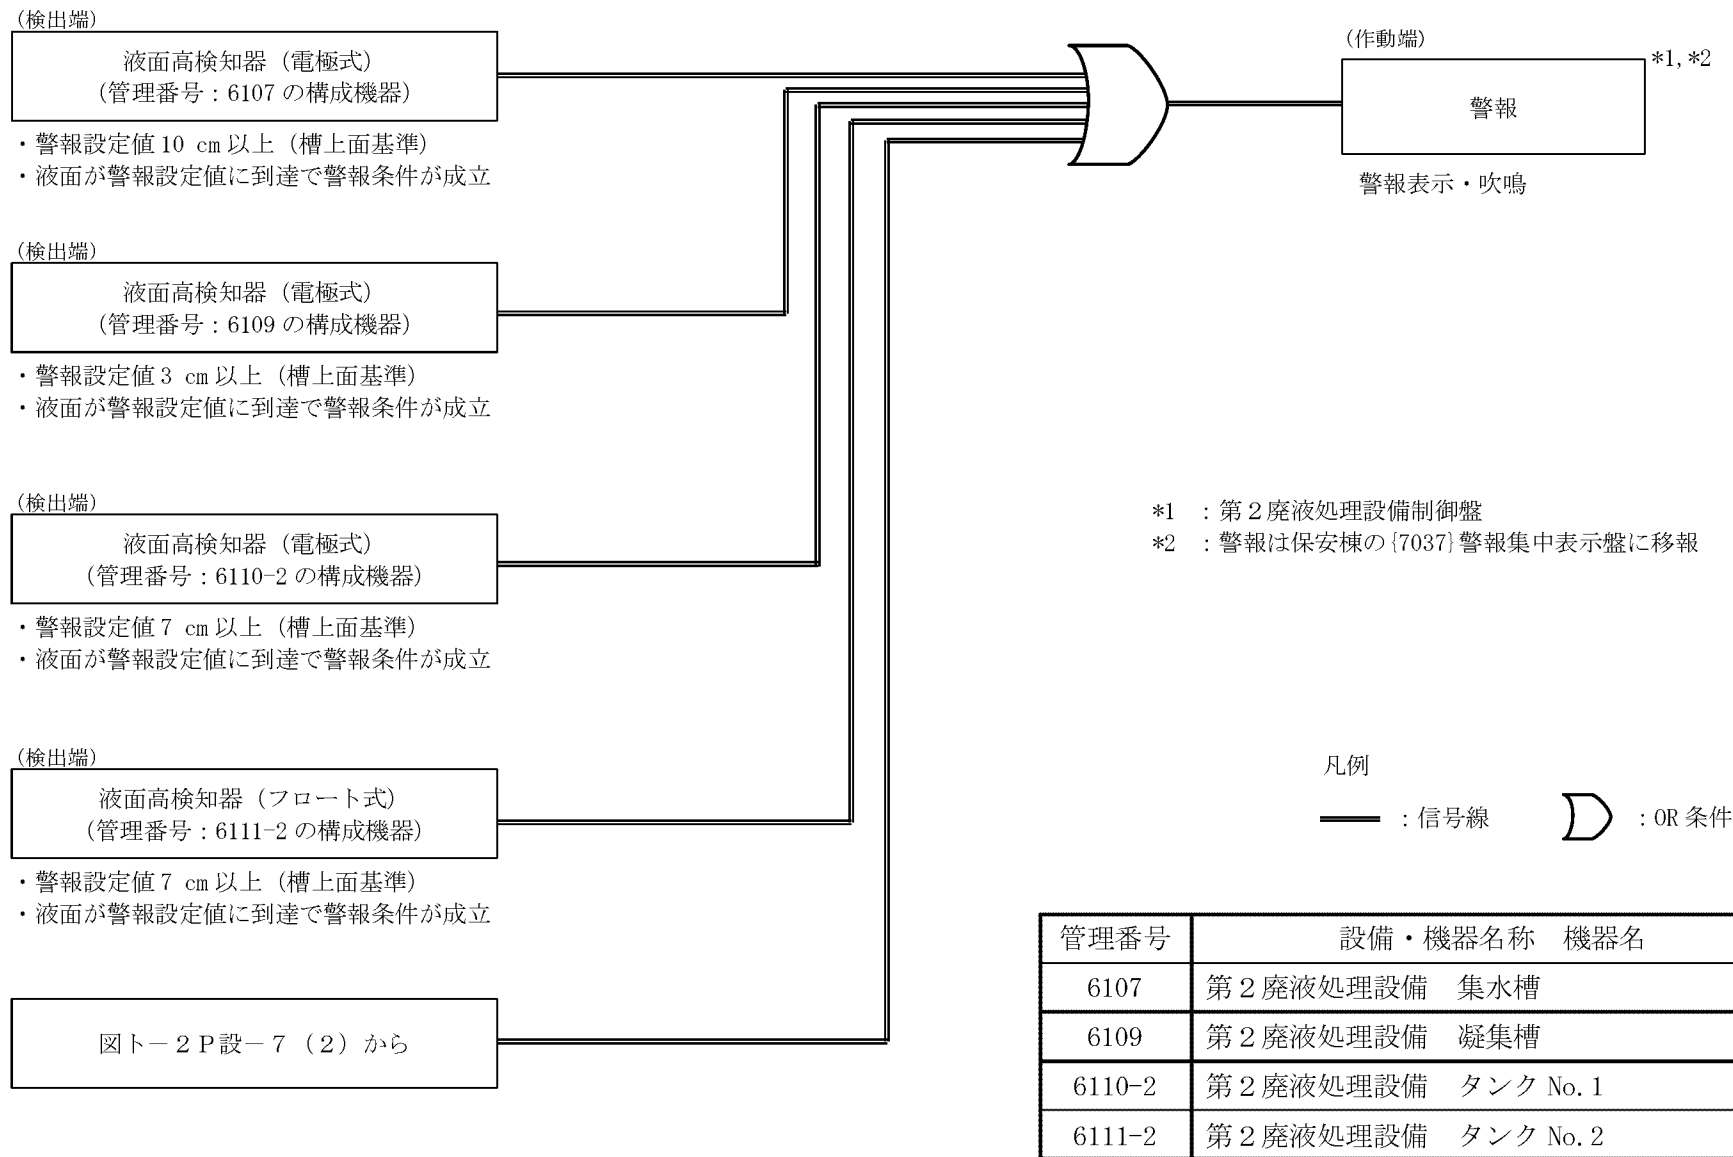 (検出端)
液面高検知器（電極式）
（管理番号：6107 の構成機器）
・警報設定値 10 cm 以上（槽上面基準）
・液面が警報設定値に到達で警報条件が成立
(検出端)
液面高検知器（電極式）
（管理番号：6109 の構成機器）
・警報設定値 3 cm 以上（槽上面基準）
・液面が警報設定値に到達で警報条件が成立
(検出端)
液面高検知器（電極式）
（管理番号：6110-2 の構成機器）
・警報設定値 7 cm 以上（槽上面基準）
・液面が警報設定値に到達で警報条件が成立
(検出端)
液面高検知器（フロート式）
（管理番号：6111-2 の構成機器）
・警報設定値 7 cm 以上（槽上面基準）
・液面が警報設定値に到達で警報条件が成立
図ト－２Ｐ設－７（２）から
(作動端)
*1, *2
警報
警報表示・吹鳴
*1 ：第２廃液処理設備制御盤
*2 ：警報は保安棟の{7037}警報集中表示盤に移報
凡例
：信号線 ：OR 条件
管理番号 設備・機器名称　機器名
6107 第２廃液処理設備　集水槽
6109 第２廃液処理設備　凝集槽
6110-2 第２廃液処理設備　タンク No.1
6111-2 第２廃液処理設備　タンク No.2